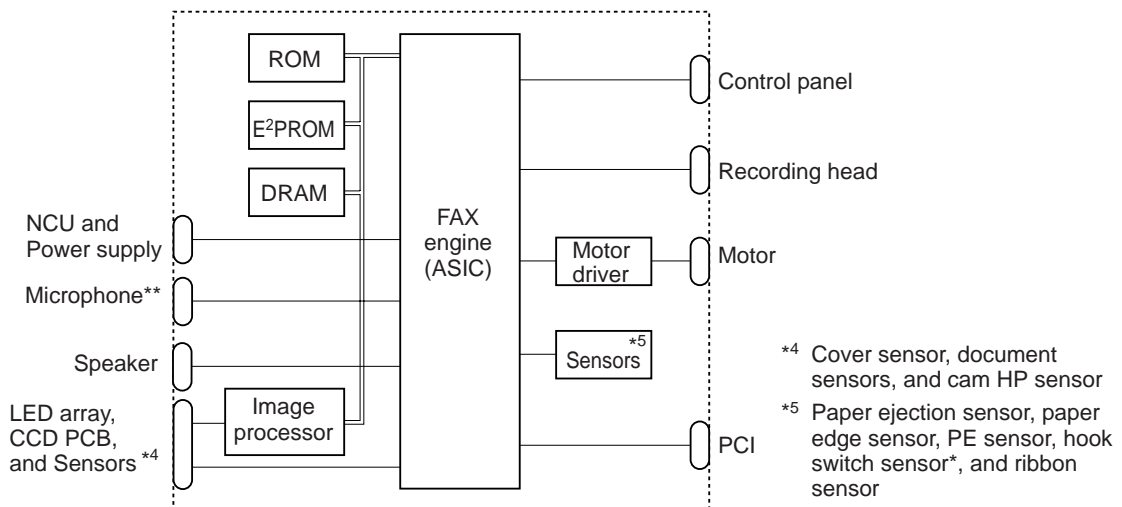 ROM
E²PROM
DRAM
NCU and
Power supply
Microphone**
Speaker
LED array,
CCD PCB,
and Sensors *4
Image
processor
FAX
engine
(ASIC)
Motor
driver
*5
Sensors
Control panel
Recording head
Motor
PCI
*4 Cover sensor, document
sensors, and cam HP sensor
*5 Paper ejection sensor, paper
edge sensor, PE sensor, hook
switch sensor*, and ribbon
sensor